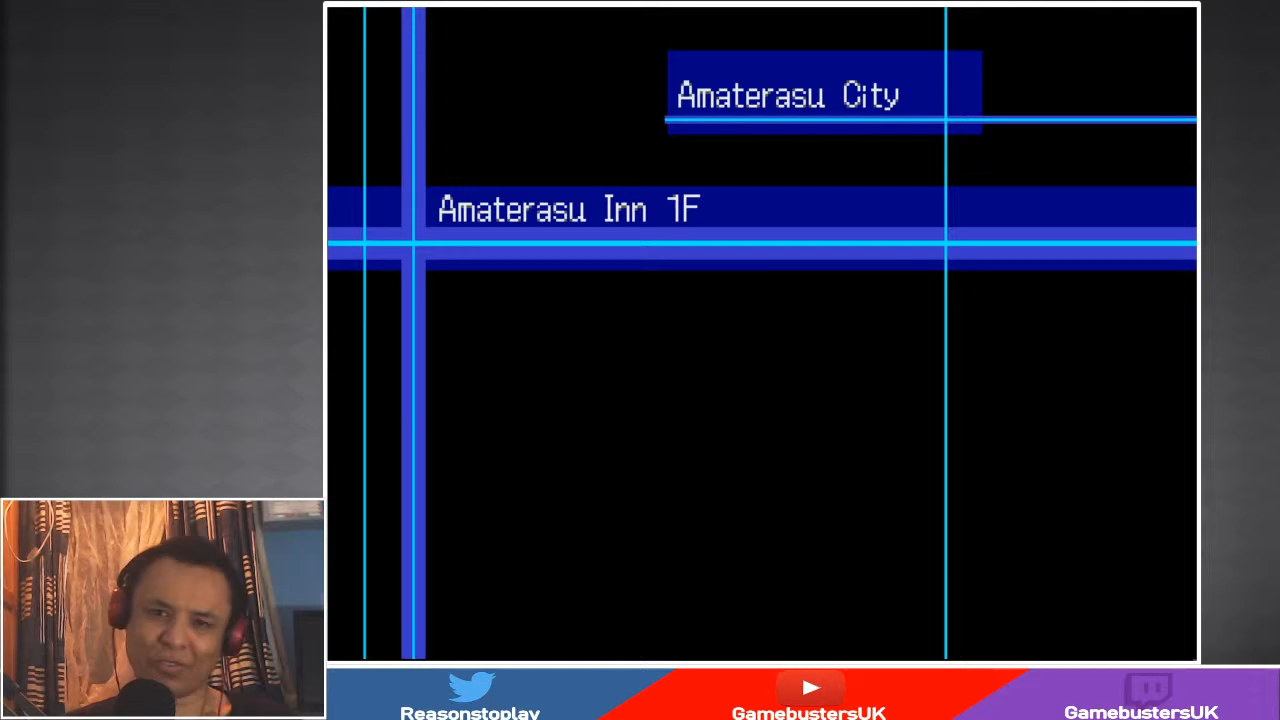 Amaterasu City
Amaterasu Inn 1F
Reasonstoplay
GamebustersUK
GamebustersUK